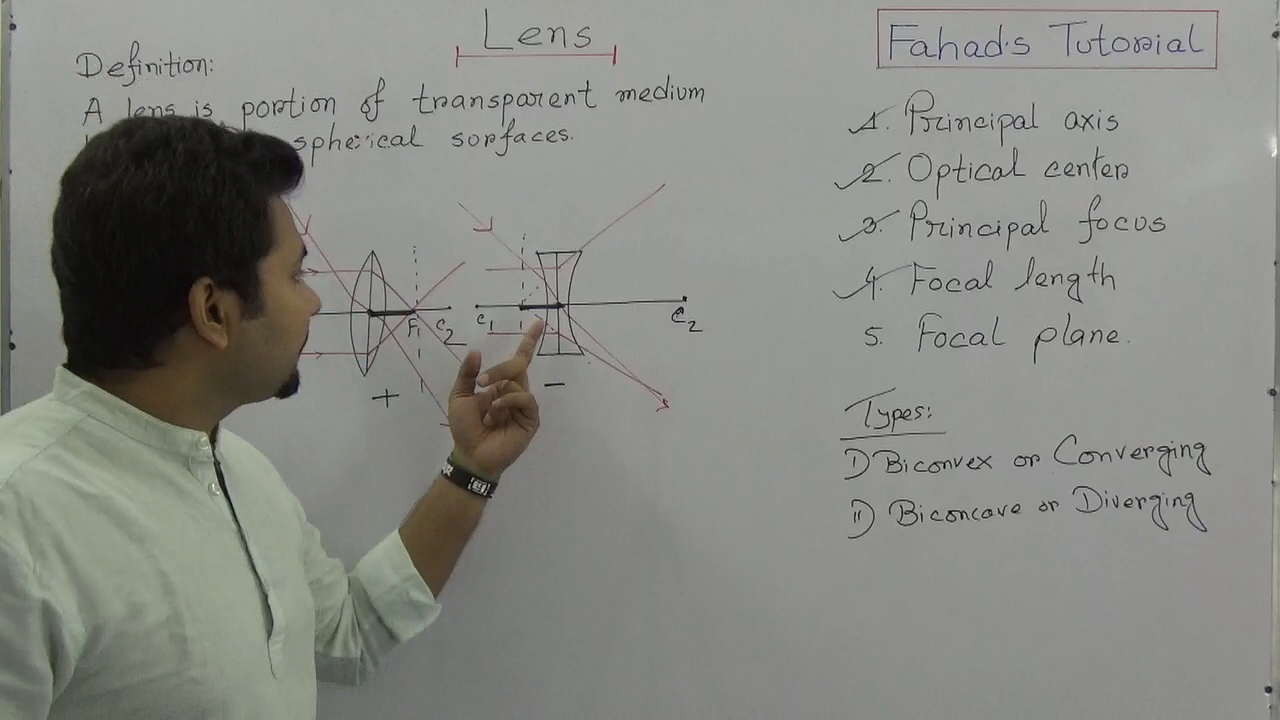 Lens
Definition:
A lens is portion of transparent medium
spherical sorfaces.
F1
C2
+
C1
C2
−
Fahad's Tutorial
1. Principal axis
2. Optical center
3. Principal focus
4. Focal length
5. Focal plane.
Types:
I) Biconvex or Converging
II) Biconcave or Diverging